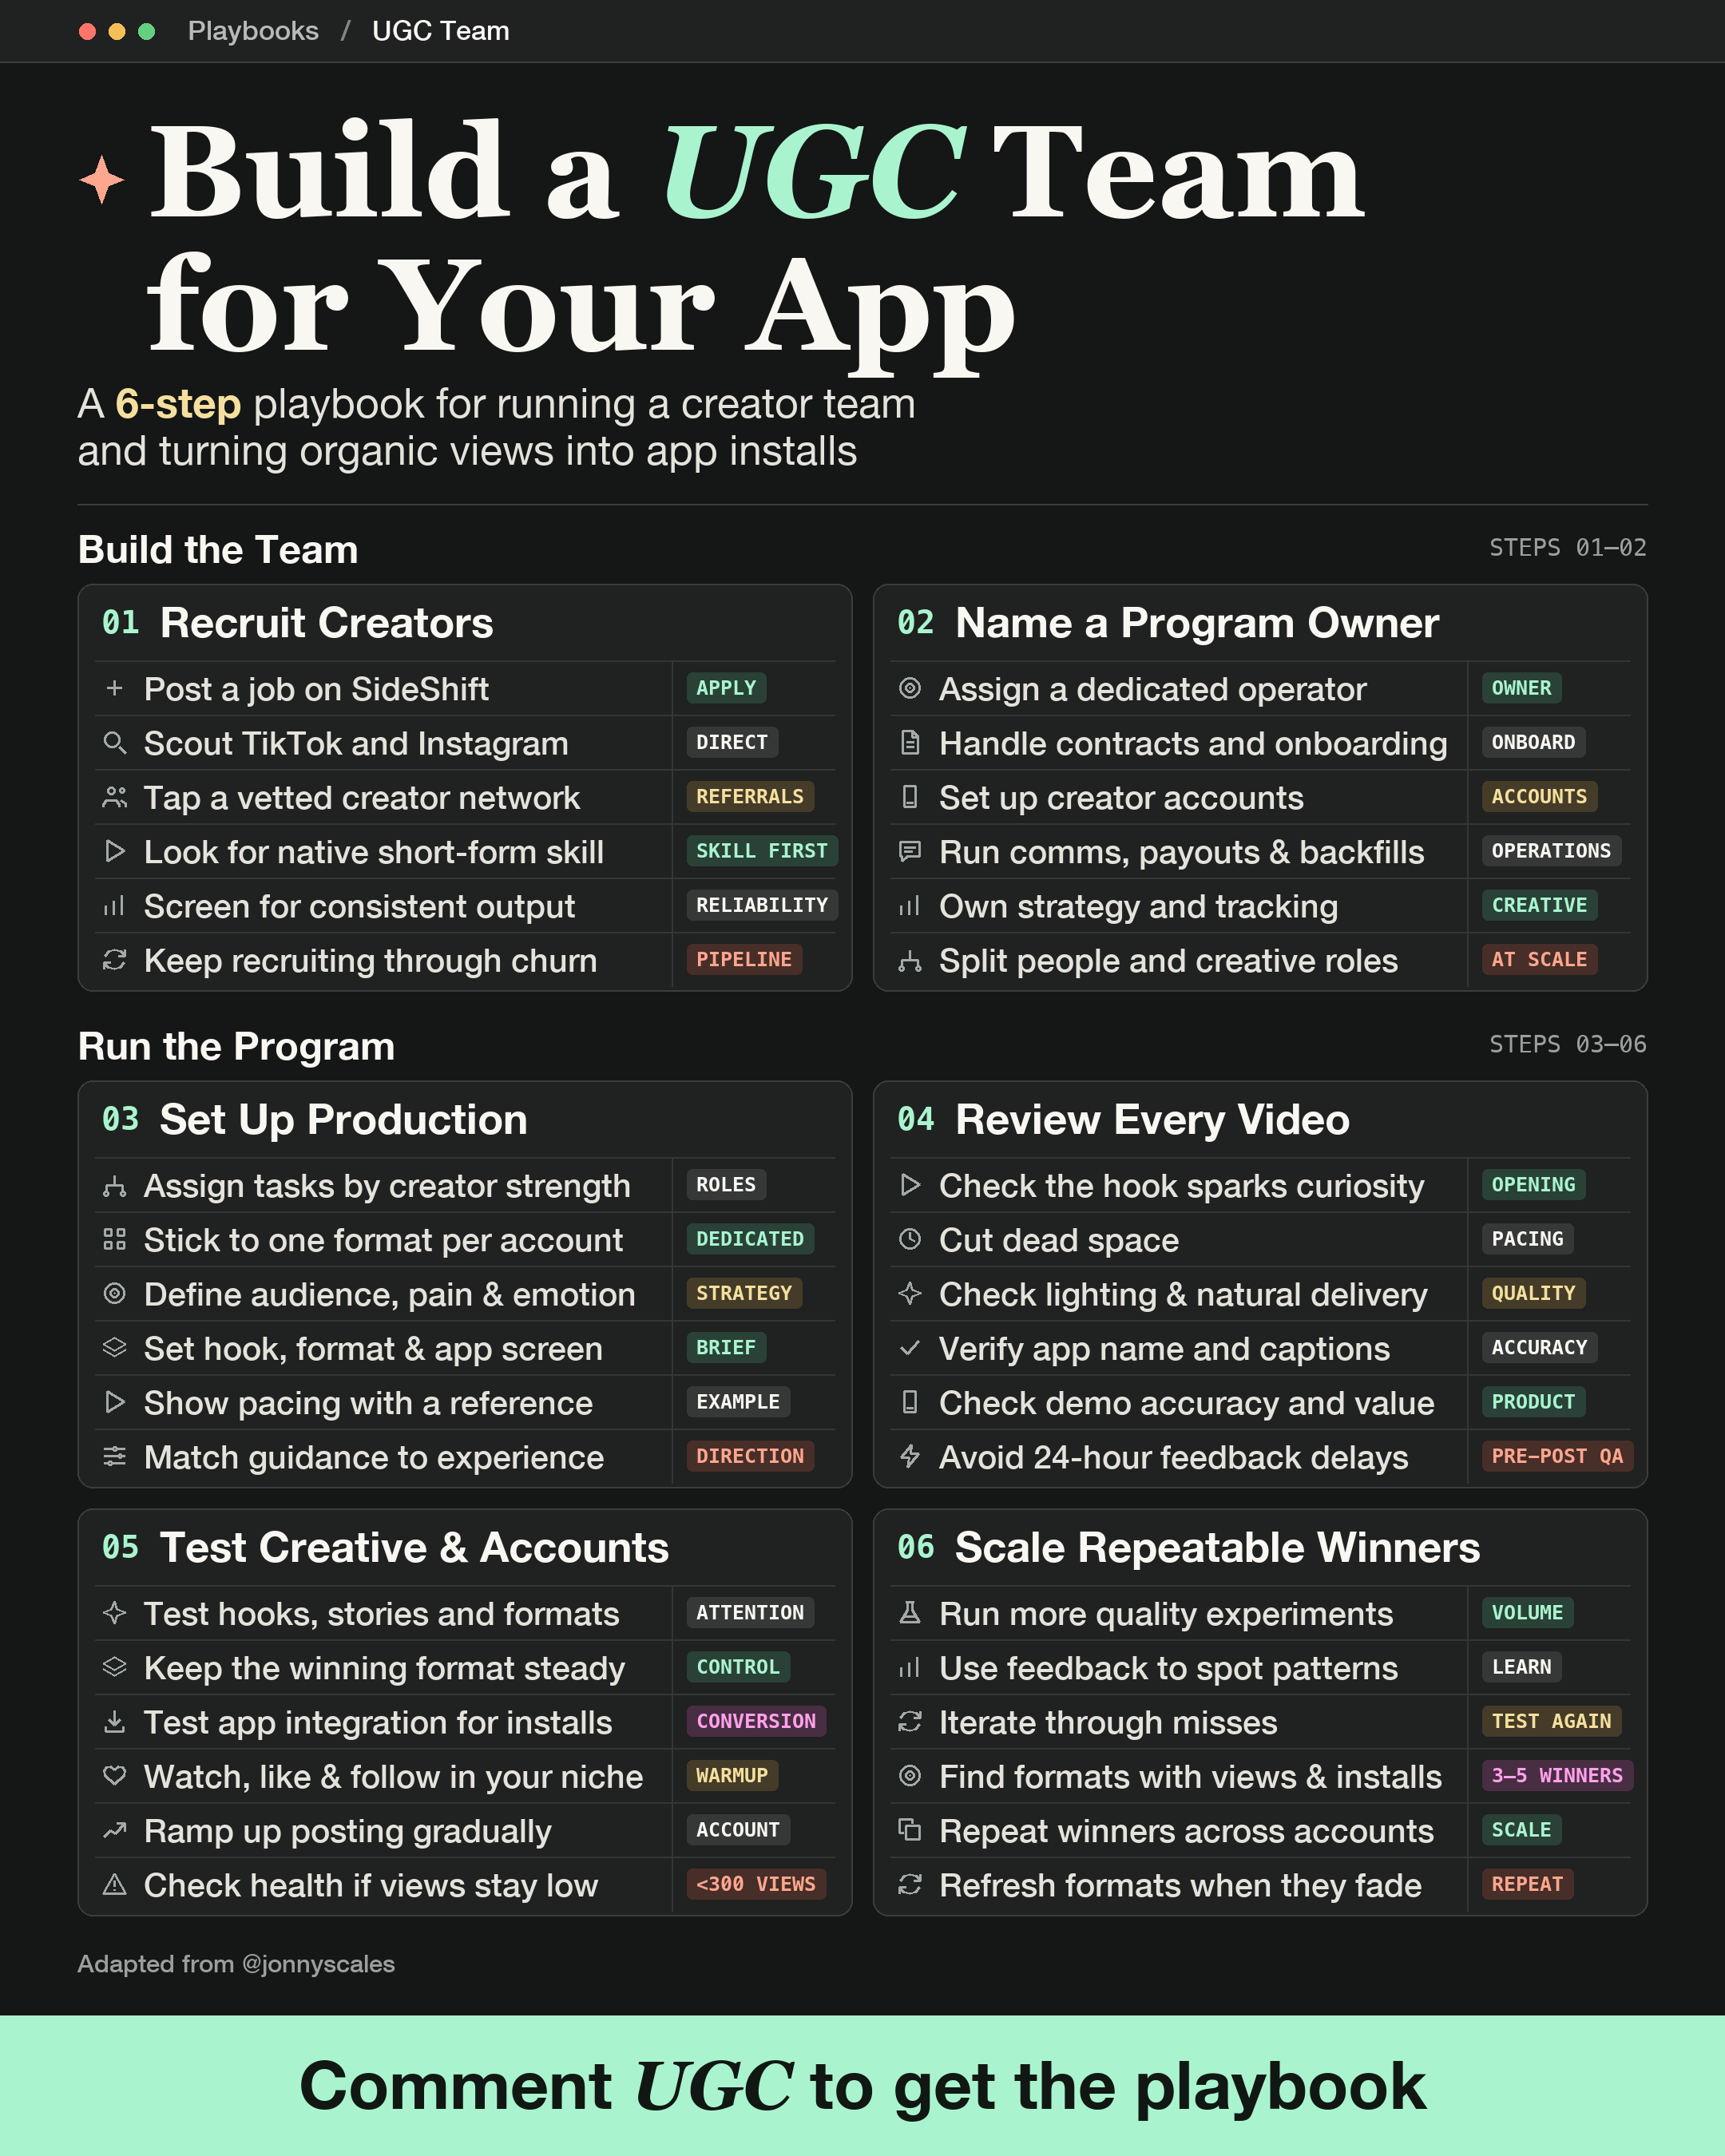 Playbooks / UGC Team
Build a UGC Team
for Your App
A 6-step playbook for running a creator team
and turning organic views into app installs
Build the Team
STEPS 01–02
01 Recruit Creators
Post a job on SideShift APPLY
Scout TikTok and Instagram DIRECT
Tap a vetted creator network REFERRALS
Look for native short-form skill SKILL FIRST
Screen for consistent output RELIABILITY
Keep recruiting through churn PIPELINE
02 Name a Program Owner
Assign a dedicated operator OWNER
Handle contracts and onboarding ONBOARD
Set up creator accounts ACCOUNTS
Run comms, payouts & backfills OPERATIONS
Own strategy and tracking CREATIVE
Split people and creative roles AT SCALE
Run the Program
STEPS 03–06
03 Set Up Production
Assign tasks by creator strength ROLES
Stick to one format per account DEDICATED
Define audience, pain & emotion STRATEGY
Set hook, format & app screen BRIEF
Show pacing with a reference EXAMPLE
Match guidance to experience DIRECTION
04 Review Every Video
Check the hook sparks curiosity OPENING
Cut dead space PACING
Check lighting & natural delivery QUALITY
Verify app name and captions ACCURACY
Check demo accuracy and value PRODUCT
Avoid 24-hour feedback delays PRE-POST QA
05 Test Creative & Accounts
Test hooks, stories and formats ATTENTION
Keep the winning format steady CONTROL
Test app integration for installs CONVERSION
Watch, like & follow in your niche WARMUP
Ramp up posting gradually ACCOUNT
Check health if views stay low <300 VIEWS
06 Scale Repeatable Winners
Run more quality experiments VOLUME
Use feedback to spot patterns LEARN
Iterate through misses TEST AGAIN
Find formats with views & installs 3–5 WINNERS
Repeat winners across accounts SCALE
Refresh formats when they fade REPEAT
Adapted from @jonnyscales
Comment UGC to get the playbook